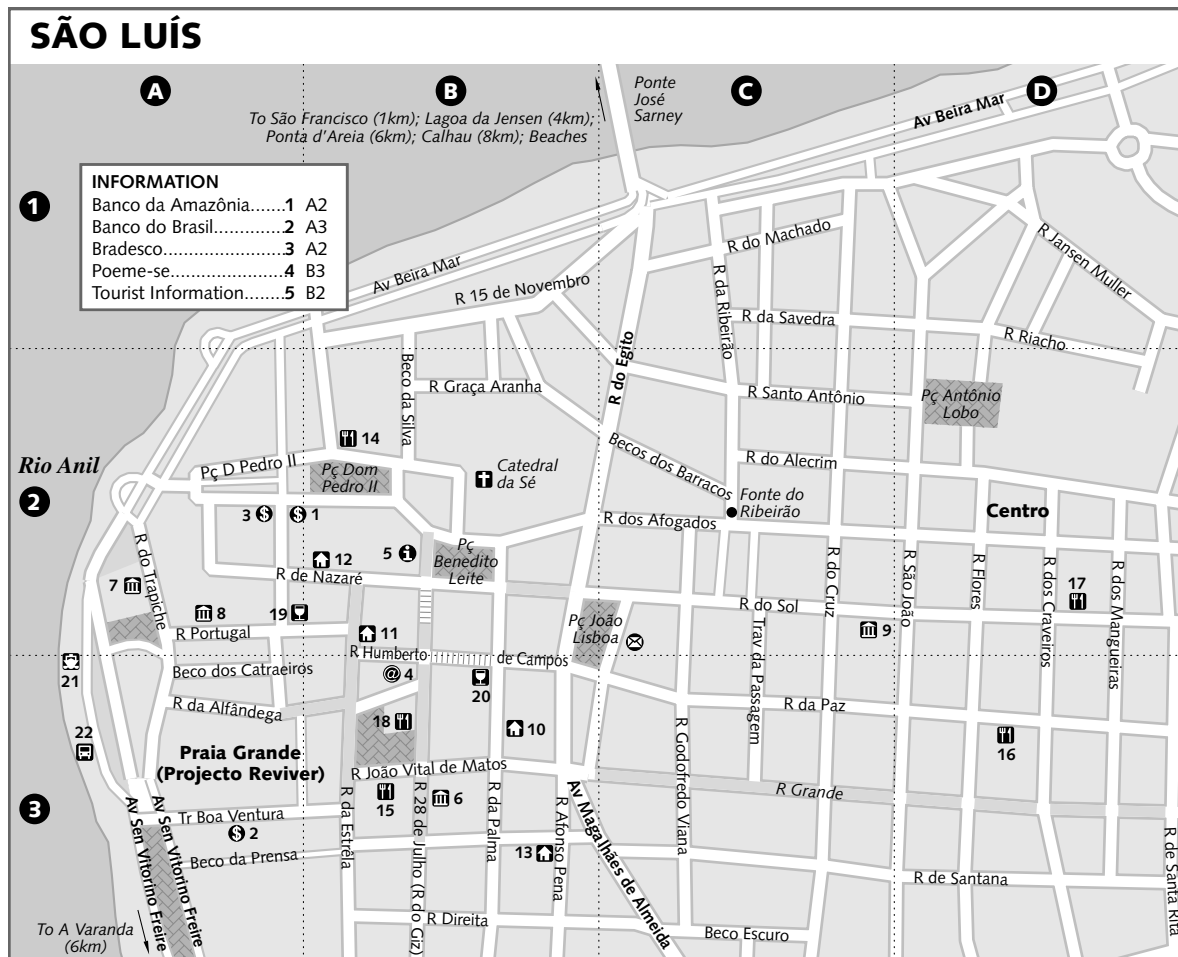 SÃO LUÍS
A
B
C
D
To São Francisco (1km); Lagoa da Jensen (4km);
Ponta d'Areia (6km); Calhau (8km); Beaches
Ponte
José
Sarney
Av Beira Mar
1
INFORMATION
Banco da Amazônia.......1 A2
Banco do Brasil.............2 A3
Bradesco......................3 A2
Poeme-se.....................4 B3
Tourist Information........5 B2
Av Beira Mar
R 15 de Novembro
R do Machado
R da Ribeirão
R Jansen Muller
R da Savedra
R Riacho
R do Egito
Beco da Silva
R Graça Aranha
R Santo Antônio
Pç Antônio
Lobo
14
Rio Anil
2
Pç D Pedro II
Pç Dom
Pedro II
Catedral
da Sé
Becos dos Barracos
R do Alecrim
Fonte do
Ribeirão
Centro
3
1
R dos Afogados
R do Trapiche
12
5
Pç
Benedito
Leite
R de Nazaré
7
R do Cruz
R São João
R Flores
R dos Craveiros
17
R dos Mangueiras
8
19
R do Sol
R Portugal
11
Pç João
Lisboa
9
Trav da Passagem
21
Beco dos Catraeiros
R Humberto
de Campos
4
20
R da Alfândega
R da Paz
22
18
10
R Godofredo Viana
16
Praia Grande
(Projecto Reviver)
R João Vital de Matos
R Grande
3
Av Sen Vitorino Freire
Av Sen Vitorino Freire
Tr Boa Ventura
R da Estrêla
15
R 28 de Julho (R do Giz)
6
R da Palma
R Afonso Pena
Av Magalhães de Almeida
2
Beco da Prensa
13
R de Santana
R de Santa Rita
R Direita
Beco Escuro
To A Varanda
(6km)